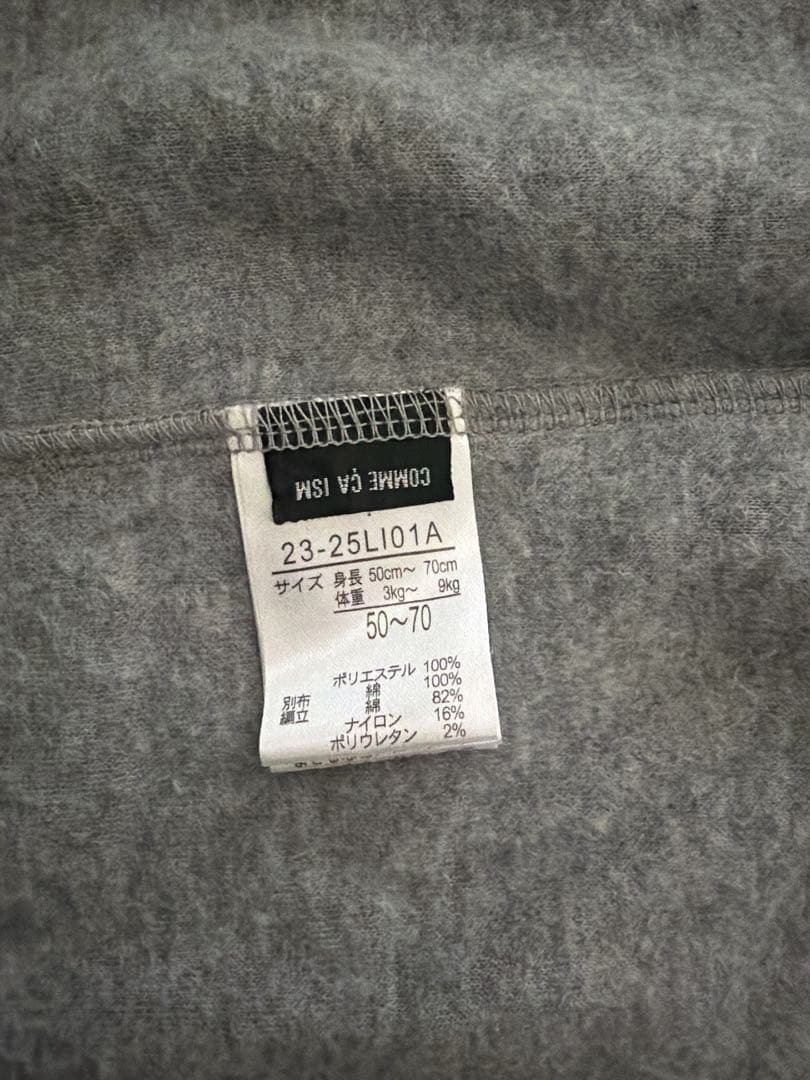 COMME ÇA ISM
23-25LI01A
サイズ 身長 50cm～ 70cm
体重 3kg～ 9kg
50～70
ポリエステル 100%
別布 綿 100%
編立 綿 82%
ナイロン 16%
ポリウレタン 2%